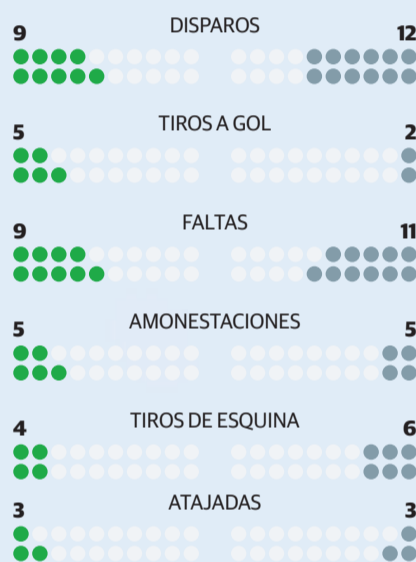 DISPAROS
9 12
TIROS A GOL
5 2
FALTAS
9 11
AMONESTACIONES
5 5
TIROS DE ESQUINA
4 6
ATAJADAS
3 3